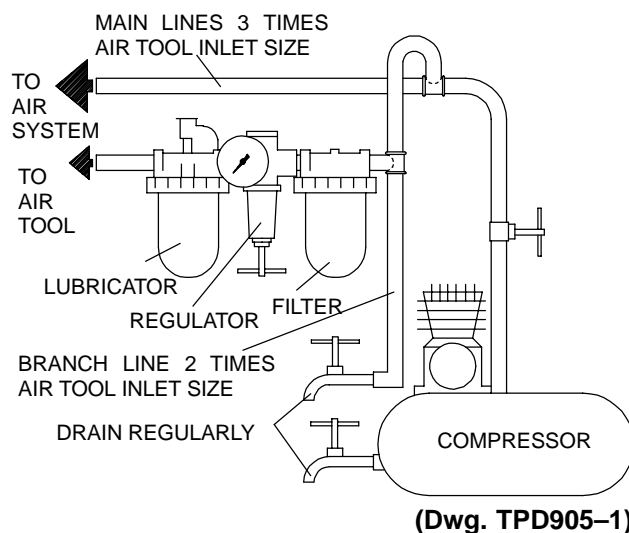 MAIN LINES 3 TIMES
AIR TOOL INLET SIZE
TO
AIR
SYSTEM
TO
AIR
TOOL
LUBRICATOR
REGULATOR
FILTER
BRANCH LINE 2 TIMES
AIR TOOL INLET SIZE
DRAIN REGULARLY
COMPRESSOR
(Dwg. TPD905–1)